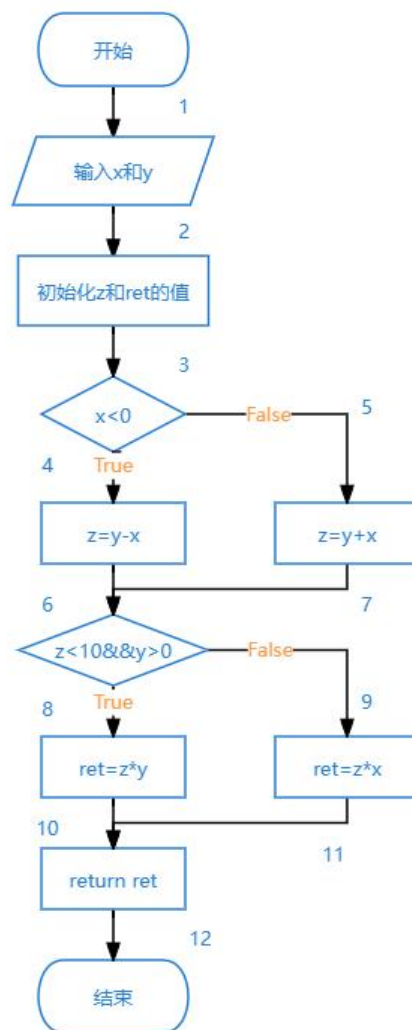 开始
1
输入x和y
2
初始化z和ret的值
3
x<0
False
5
4
True
z=y-x
z=y+x
6
7
z<10&&y>0
False
8
True
9
ret=z*y
ret=z*x
10
11
return ret
12
结束